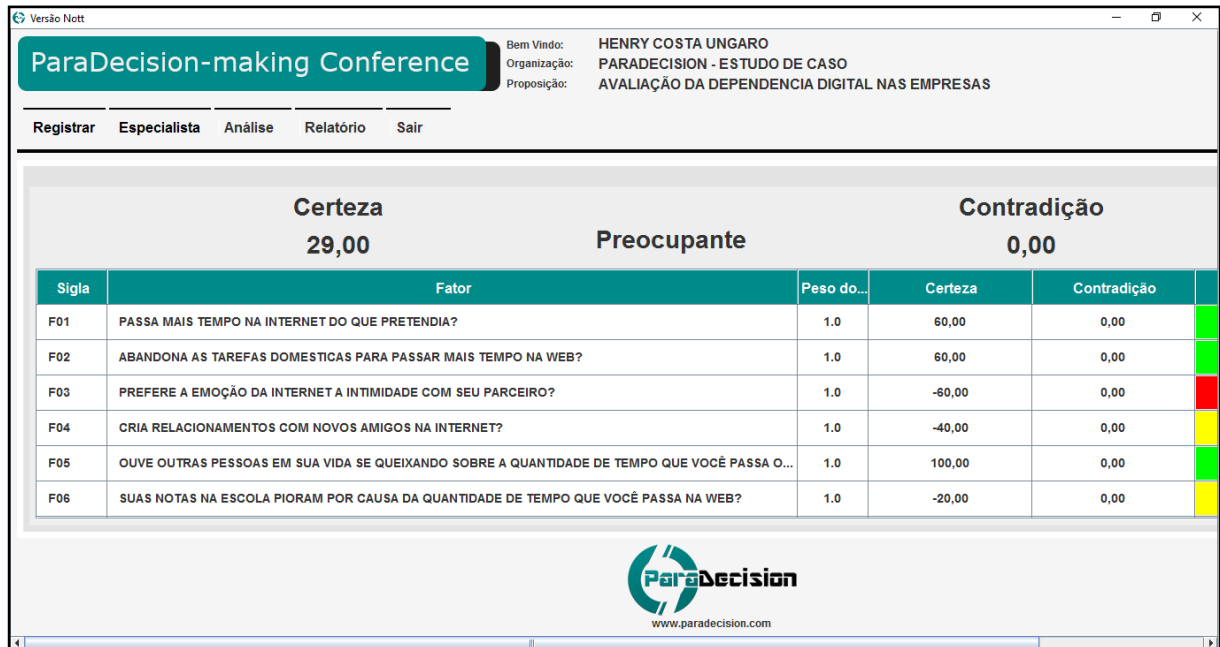 Versão Nott
ParaDecision-making Conference
Bem Vindo: HENRY COSTA UNGARO
Organização: PARADECISION - ESTUDO DE CASO
Proposição: AVALIAÇÃO DA DEPENDENCIA DIGITAL NAS EMPRESAS
Registrar Especialista Análise Relatório Sair
Certeza Contradição
29,00 Preocupante 0,00
Sigla Fator Peso do... Certeza Contradição
F01 PASSA MAIS TEMPO NA INTERNET DO QUE PRETENDIA? 1.0 60,00 0,00
F02 ABANDONA AS TAREFAS DOMESTICAS PARA PASSAR MAIS TEMPO NA WEB? 1.0 60,00 0,00
F03 PREFERE A EMOÇÃO DA INTERNET A INTIMIDADE COM SEU PARCEIRO? 1.0 -60,00 0,00
F04 CRIA RELACIONAMENTOS COM NOVOS AMIGOS NA INTERNET? 1.0 -40,00 0,00
F05 OUVE OUTRAS PESSOAS EM SUA VIDA SE QUEIXANDO SOBRE A QUANTIDADE DE TEMPO QUE VOCÊ PASSA O... 1.0 100,00 0,00
F06 SUAS NOTAS NA ESCOLA PIORAM POR CAUSA DA QUANTIDADE DE TEMPO QUE VOCÊ PASSA NA WEB? 1.0 -20,00 0,00
ParaDecision
www.paradecision.com